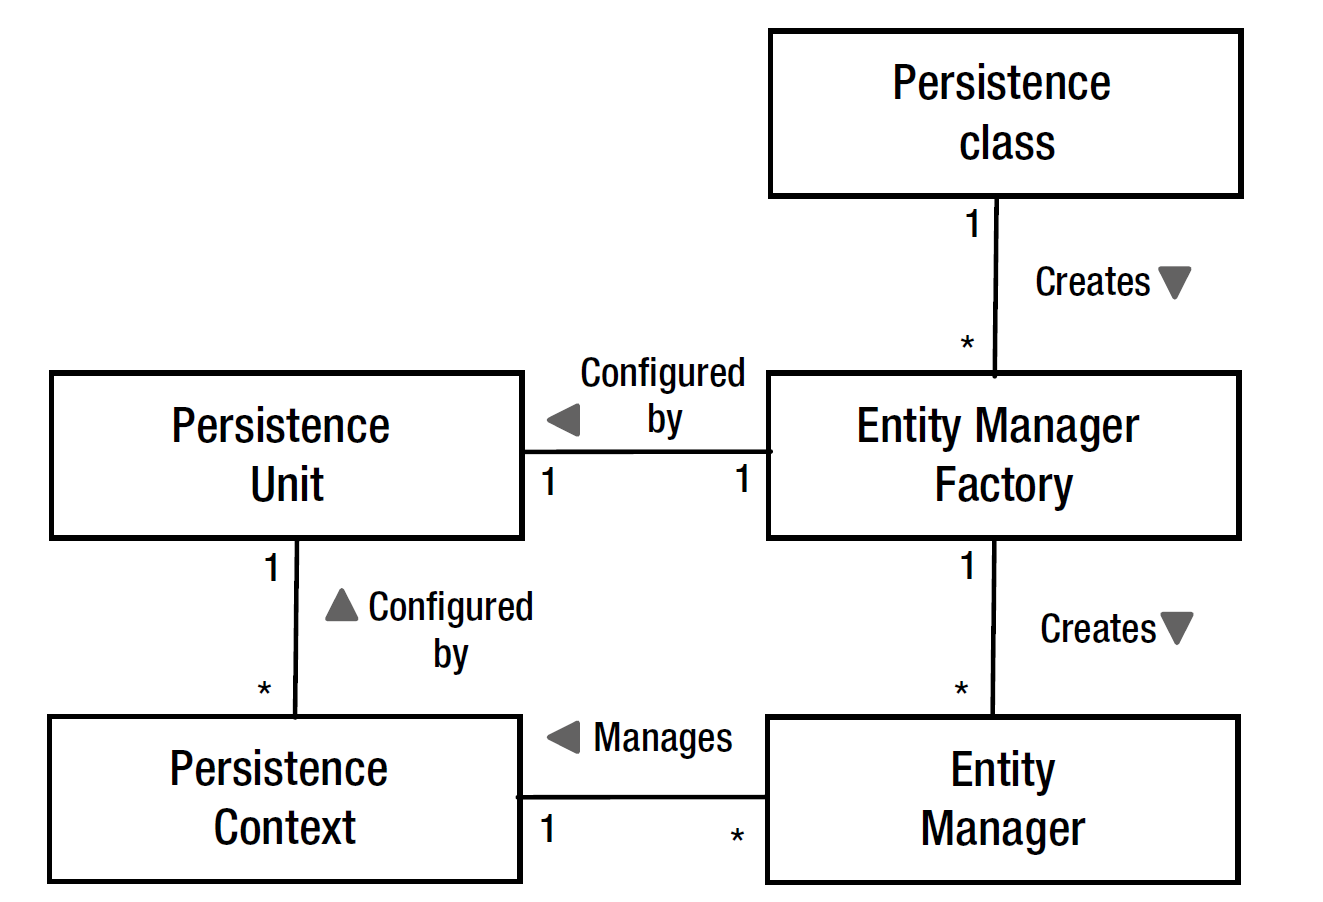 Persistence
class
1
Creates
*
Configured
by
Persistence
Unit
Entity Manager
Factory
1
1
1
Configured
by
*
1
Creates
*
Manages
Persistence
Context
Entity
Manager
1
*